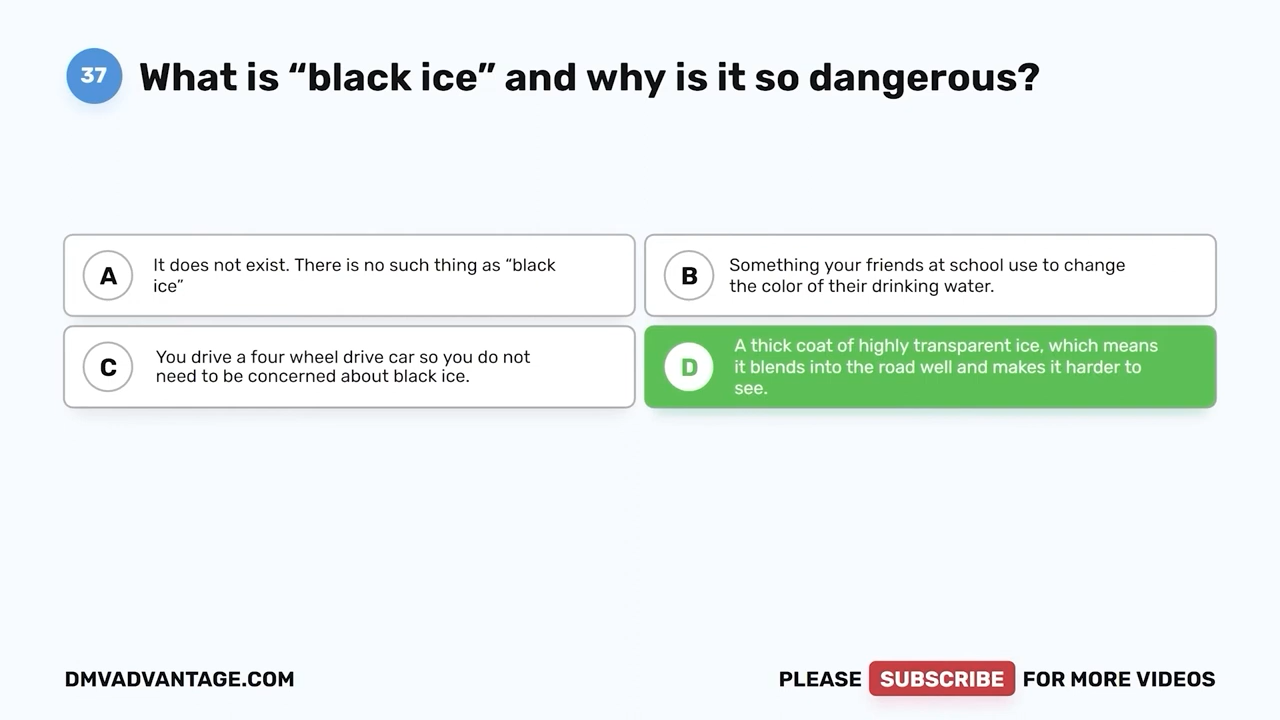 37 What is “black ice” and why is it so dangerous?
A It does not exist. There is no such thing as “black
ice”
B Something your friends at school use to change
the color of their drinking water.
C You drive a four wheel drive car so you do not
need to be concerned about black ice.
D A thick coat of highly transparent ice, which means
it blends into the road well and makes it harder to
see.
DMVADVANTAGE.COM
PLEASE SUBSCRIBE FOR MORE VIDEOS